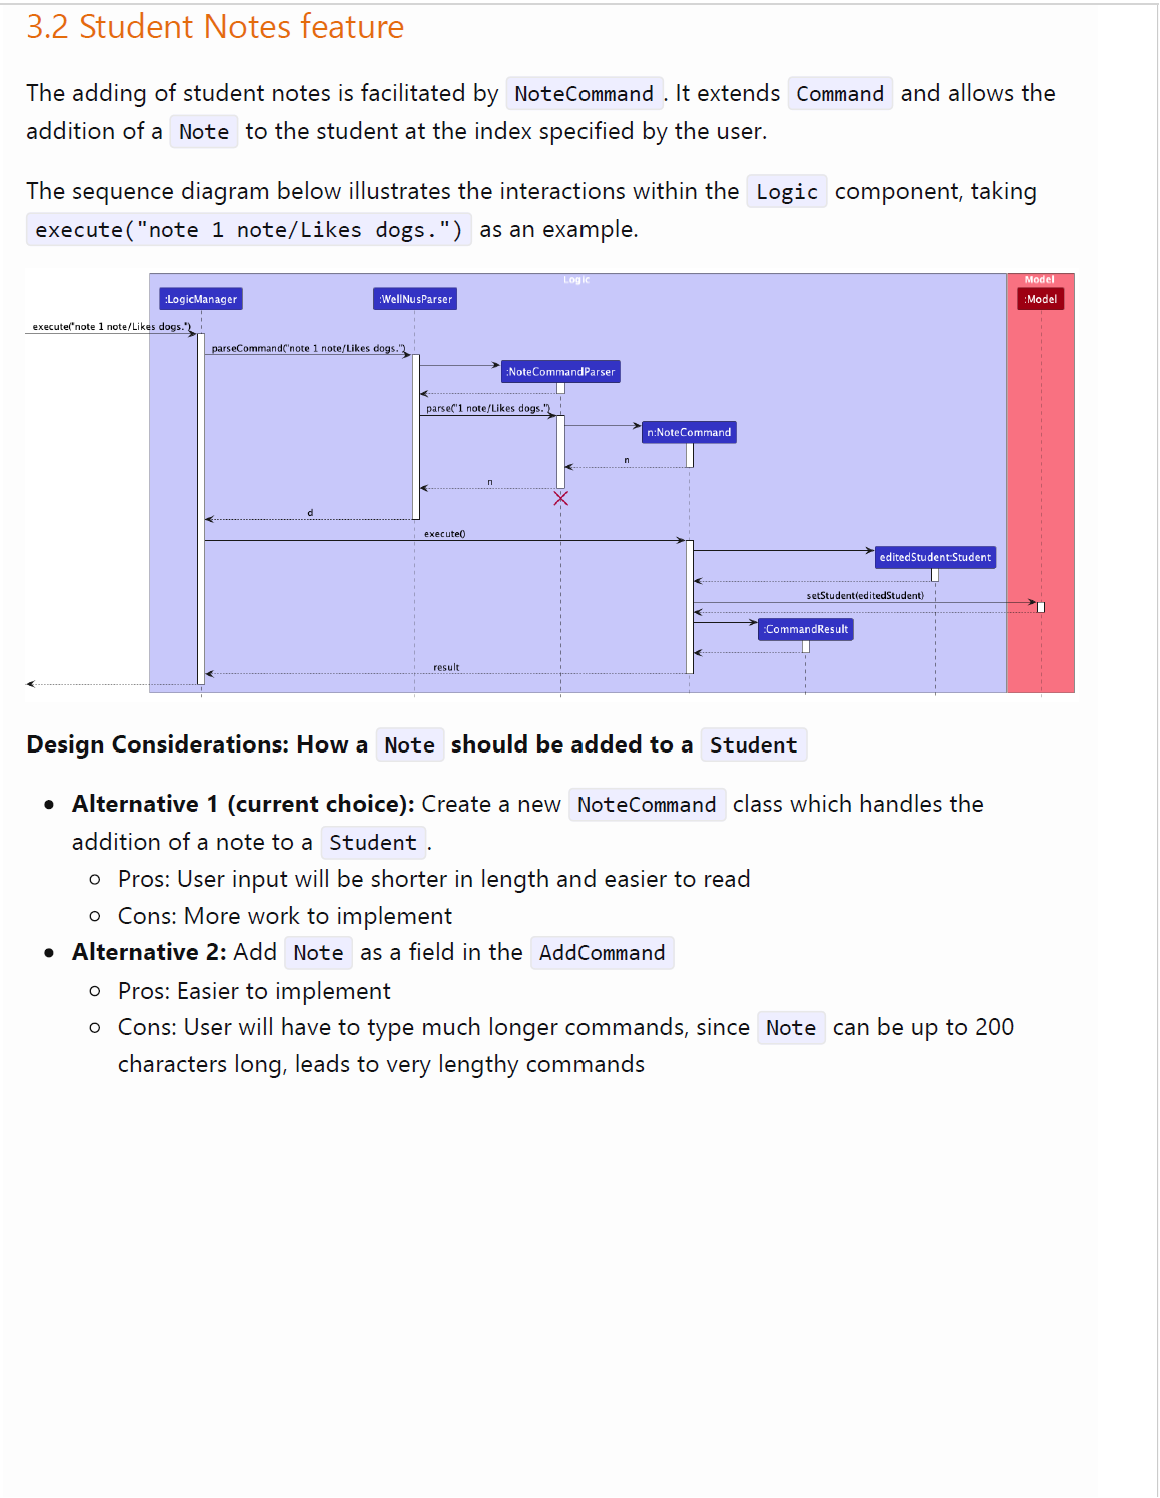 3.2 Student Notes feature
The adding of student notes is facilitated by NoteCommand. It extends Command and allows the
addition of a Note to the student at the index specified by the user.
The sequence diagram below illustrates the interactions within the Logic component, taking
execute("note 1 note/Likes dogs.") as an example.
Logic
Model
:LogicManager
:WellNusParser
:Model
execute("note 1 note/Likes dogs.")
parseCommand("note 1 note/Likes dogs.")
:NoteCommandParser
parse("1 note/Likes dogs.")
n:NoteCommand
n
n
d
execute()
editedStudent:Student
setStudent(editedStudent)
:CommandResult
result
Design Considerations: How a Note should be added to a Student
• Alternative 1 (current choice): Create a new NoteCommand class which handles the
addition of a note to a Student.
○ Pros: User input will be shorter in length and easier to read
○ Cons: More work to implement
• Alternative 2: Add Note as a field in the AddCommand
○ Pros: Easier to implement
○ Cons: User will have to type much longer commands, since Note can be up to 200
characters long, leads to very lengthy commands